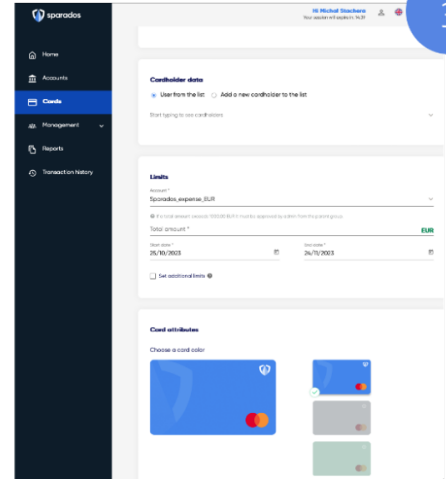 sparados
Hi Michal Stachera
Your session will expire in: 14:31
Home
Accounts
Cards
Management
Reports
Transaction history
Cardholder data
User from the list
Add a new cardholder to the list
Start typing to see cardholders
Limits
Account *
Sparados_expense_EUR
Total amount *
EUR
Start date *
25/10/2023
End date *
24/11/2023
Set additional limits
Card attributes
Choose a card color